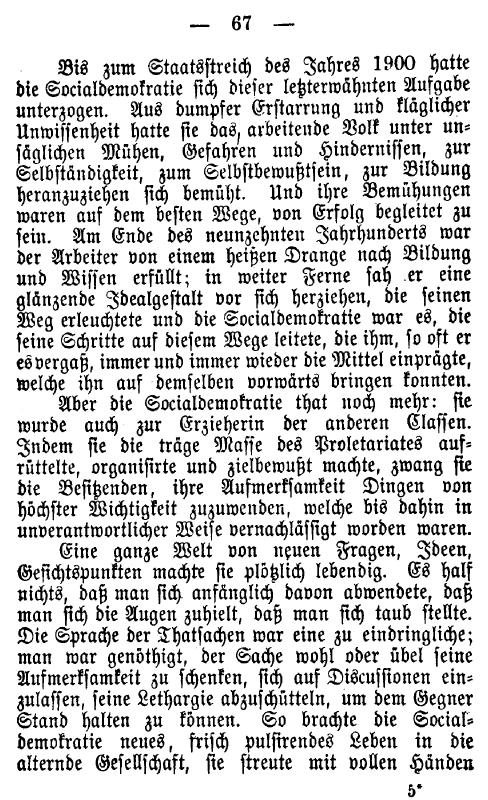 — 67 —
Bis zum Staatsstreich des Jahres 1900 hatte
die Socialdemokratie sich dieser letzterwähnten Aufgabe
unterzogen. Aus dumpfer Erstarrung und kläglicher
Unwissenheit hatte sie das arbeitende Volk unter un-
säglichen Mühen, Gefahren und Hindernissen, zur
Selbständigkeit, zum Selbstbewußtsein, zur Bildung
heranzuziehen sich bemüht. Und ihre Bemühungen
waren auf dem besten Wege, von Erfolg begleitet zu
sein. Am Ende des neunzehnten Jahrhunderts war
der Arbeiter von einem heißen Drange nach Bildung
und Wissen erfüllt; in weiter Ferne sah er eine
glänzende Idealgestalt vor sich herziehen, die seinen
Weg erleuchtete und die Socialdemokratie war es, die
seine Schritte auf diesem Wege leitete, die ihm, so oft er
es vergaß, immer und immer wieder die Mittel einprägte,
welche ihn auf demselben vorwärts bringen konnten.
Aber die Socialdemokratie that noch mehr: sie
wurde auch zur Erzieherin der anderen Classen.
Indem sie die träge Masse des Proletariates auf-
rüttelte, organisirte und zielbewußt machte, zwang sie
die Besitzenden, ihre Aufmerksamkeit Dingen von
höchster Wichtigkeit zuzuwenden, welche bis dahin in
unverantwortlicher Weise vernachlässigt worden waren.
Eine ganze Welt von neuen Fragen, Ideen,
Gesichtspunkten machte sie plötzlich lebendig. Es half
nichts, daß man sich anfänglich davon abwendete, daß
man sich die Augen zuhielt, daß man sich taub stellte.
Die Sprache der Thatsachen war eine zu eindringliche;
man war genöthigt, der Sache wohl oder übel seine
Aufmerksamkeit zu schenken, sich auf Discussionen ein-
zulassen, seine Lethargie abzuschütteln, um dem Gegner
Stand halten zu können. So brachte die Social-
demokratie neues, frisch pulsirendes Leben in die
alternde Gesellschaft, sie streute mit vollen Händen
5*